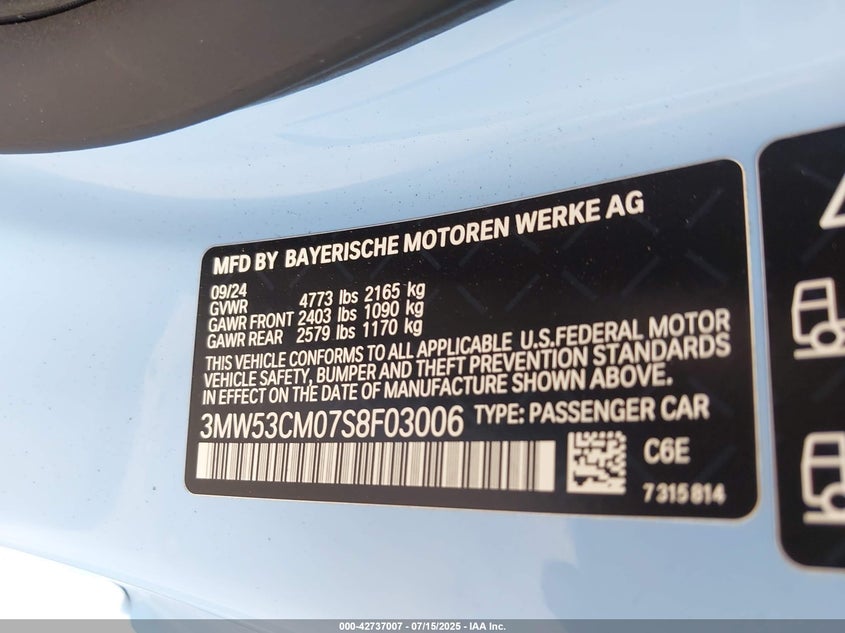 MFD BY BAYERISCHE MOTOREN WERKE AG
09/24
GVWR 4773 lbs 2165 kg
GAWR FRONT 2403 lbs 1090 kg
GAWR REAR 2579 lbs 1170 kg
THIS VEHICLE CONFORMS TO ALL APPLICABLE U.S.FEDERAL MOTOR
VEHICLE SAFETY, BUMPER AND THEFT PREVENTION STANDARDS
IN EFFECT ON THE DATE OF MANUFACTURE SHOWN ABOVE.
3MW53CM07S8F03006 TYPE: PASSENGER CAR
C6E
7315814
000-42737007 - 07/15/2025 - IAA Inc.